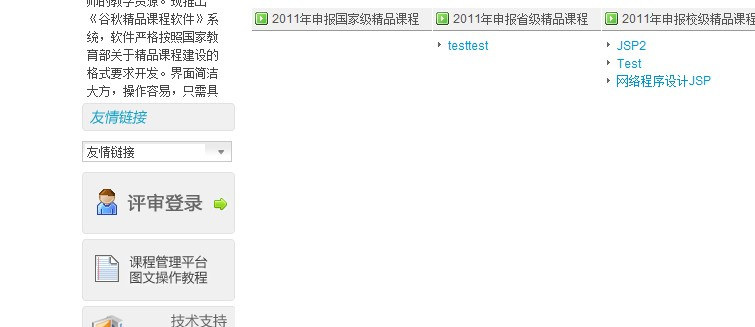 师的教学资源。现推出
《谷秋精品课程软件》系
统，软件严格按照国家教
育部关于精品课程建设的
格式要求开发。界面简洁
大方，操作容易，只需具
友情链接
友情链接
评审登录
课程管理平台
图文操作教程
技术支持
2011年申报国家级精品课程
testtest
2011年申报省级精品课程
JSP2
Test
网络程序设计JSP
2011年申报校级精品课程